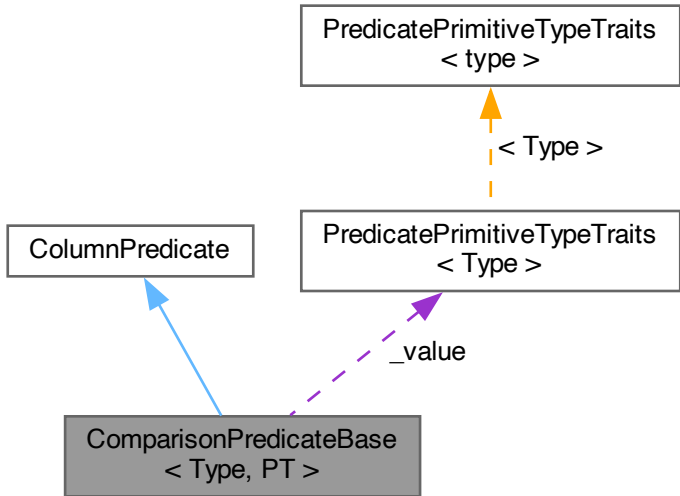 PredicatePrimitiveTypeTraits
< type >
< Type >
ColumnPredicate
PredicatePrimitiveTypeTraits
< Type >
_value
ComparisonPredicateBase
< Type, PT >